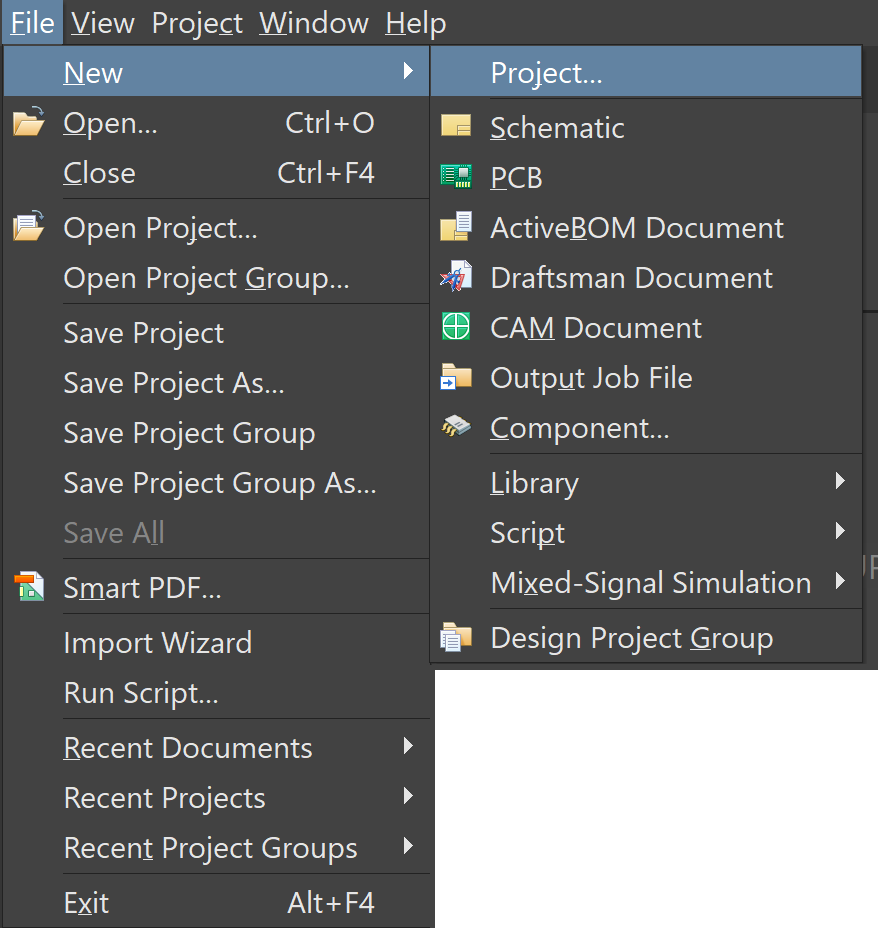 File View Project Window Help
New
Open... Ctrl+O
Close Ctrl+F4
Open Project...
Open Project Group...
Save Project
Save Project As...
Save Project Group
Save Project Group As...
Save All
Smart PDF...
Import Wizard
Run Script...
Recent Documents
Recent Projects
Recent Project Groups
Exit Alt+F4
Project...
Schematic
PCB
ActiveBOM Document
Draftsman Document
CAM Document
Output Job File
Component...
Library
Script
Mixed-Signal Simulation
Design Project Group